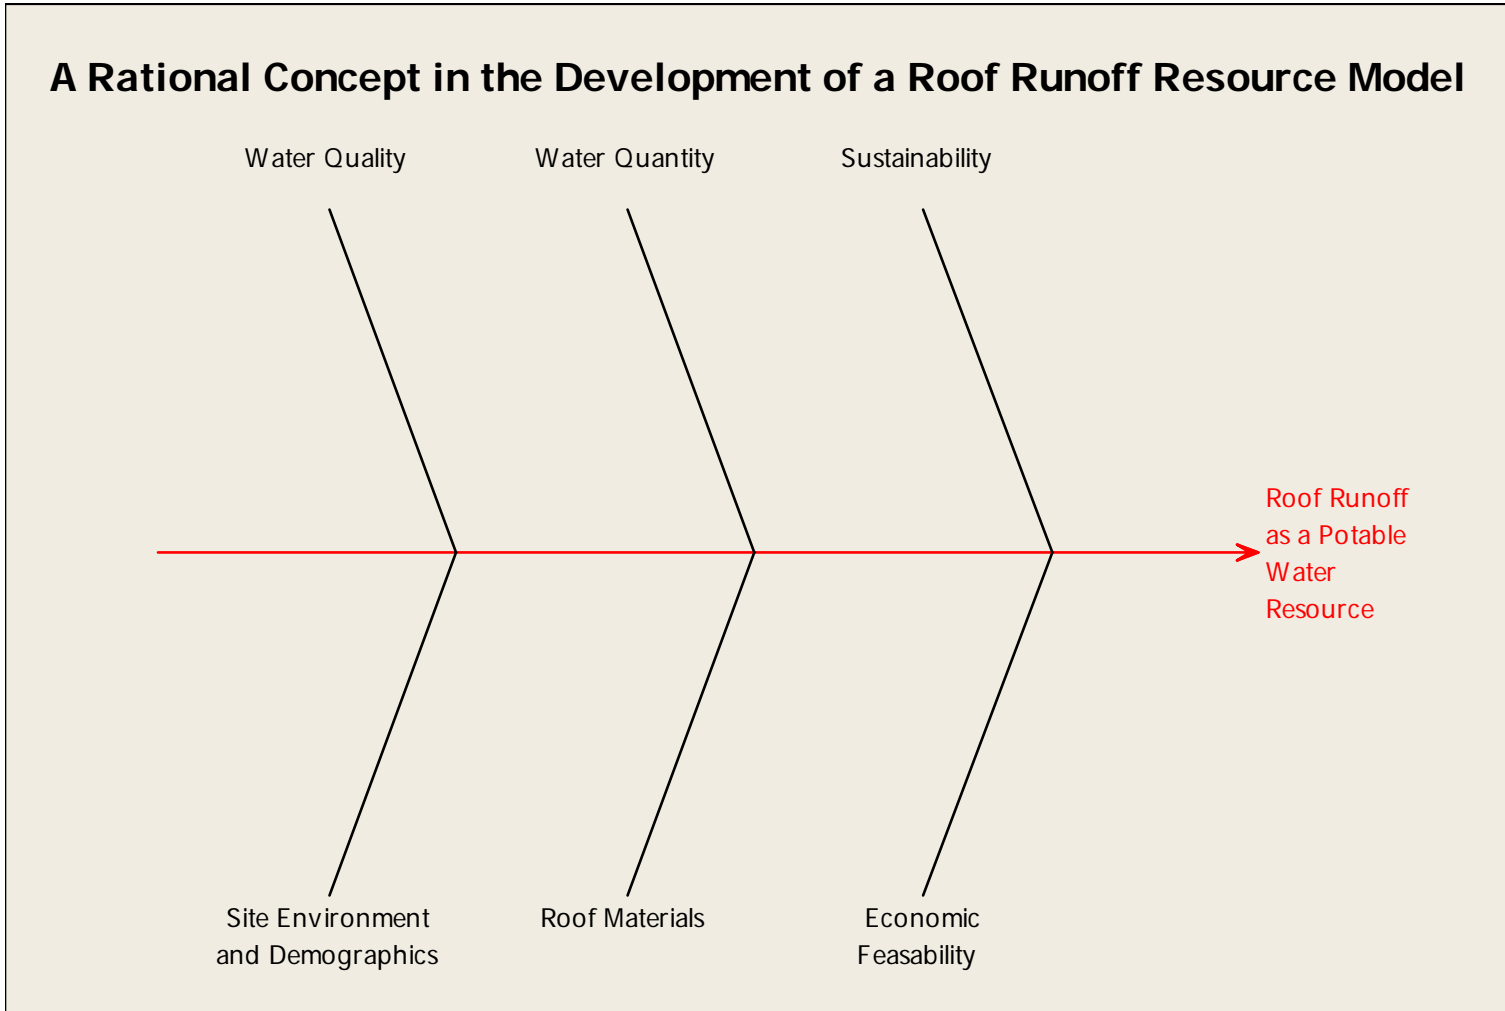 A Rational Concept in the Development of a Roof Runoff Resource Model
Water Quality
Water Quantity
Sustainability
Roof Runoff
as a Potable
Water
Resource
Site Environment
and Demographics
Roof Materials
Economic
Feasability